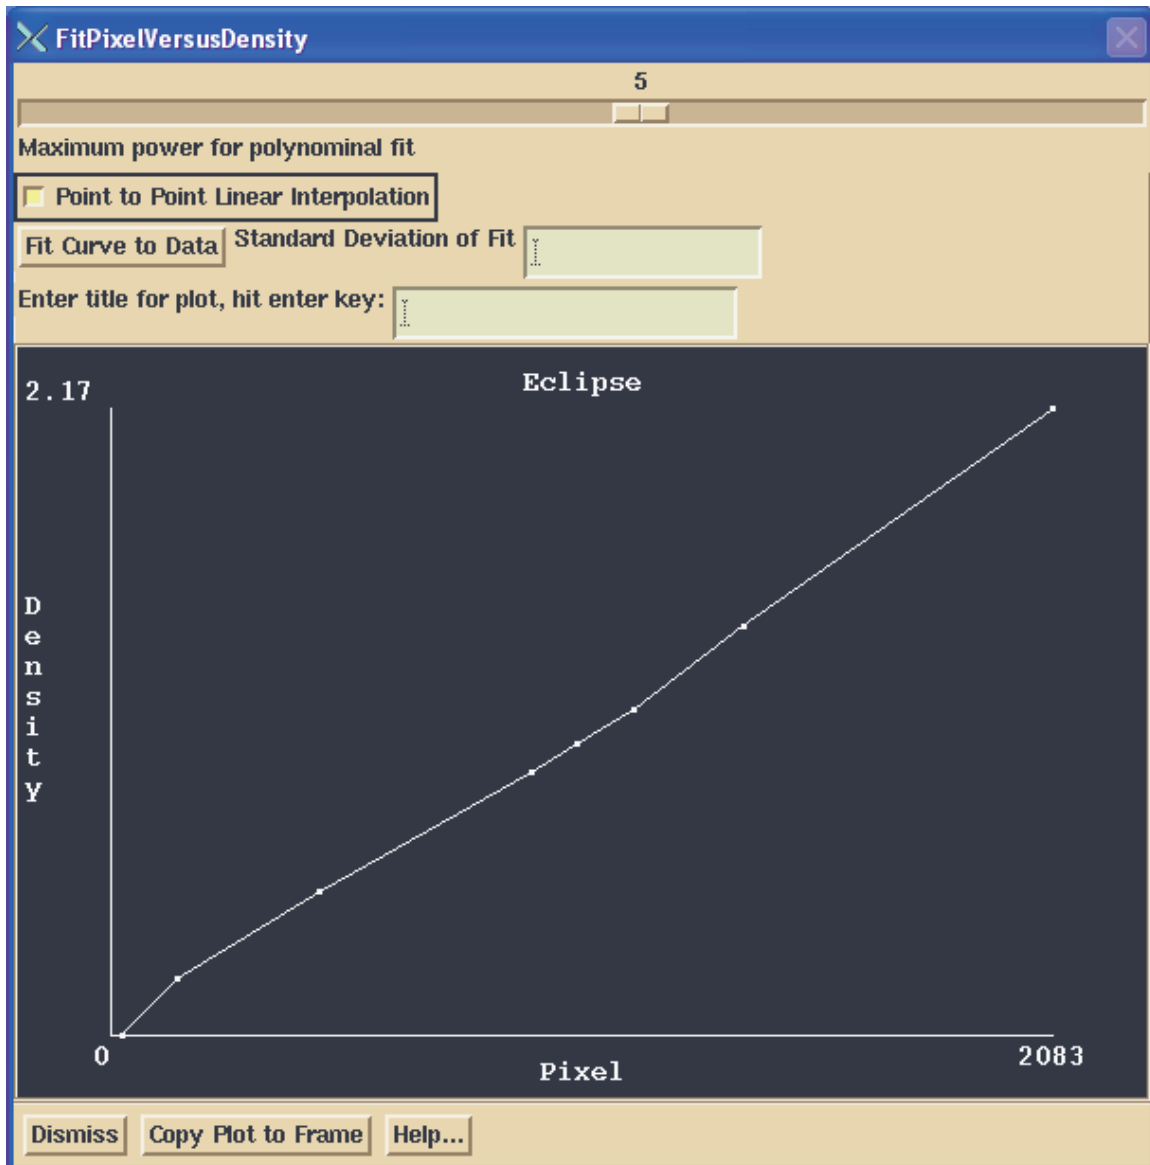 FitPixelVersusDensity
5
Maximum power for polynominal fit
Point to Point Linear Interpolation
Fit Curve to Data Standard Deviation of Fit
Enter title for plot, hit enter key:
Eclipse
2.17
Density
0 2083
Pixel
Dismiss Copy Plot to Frame Help...